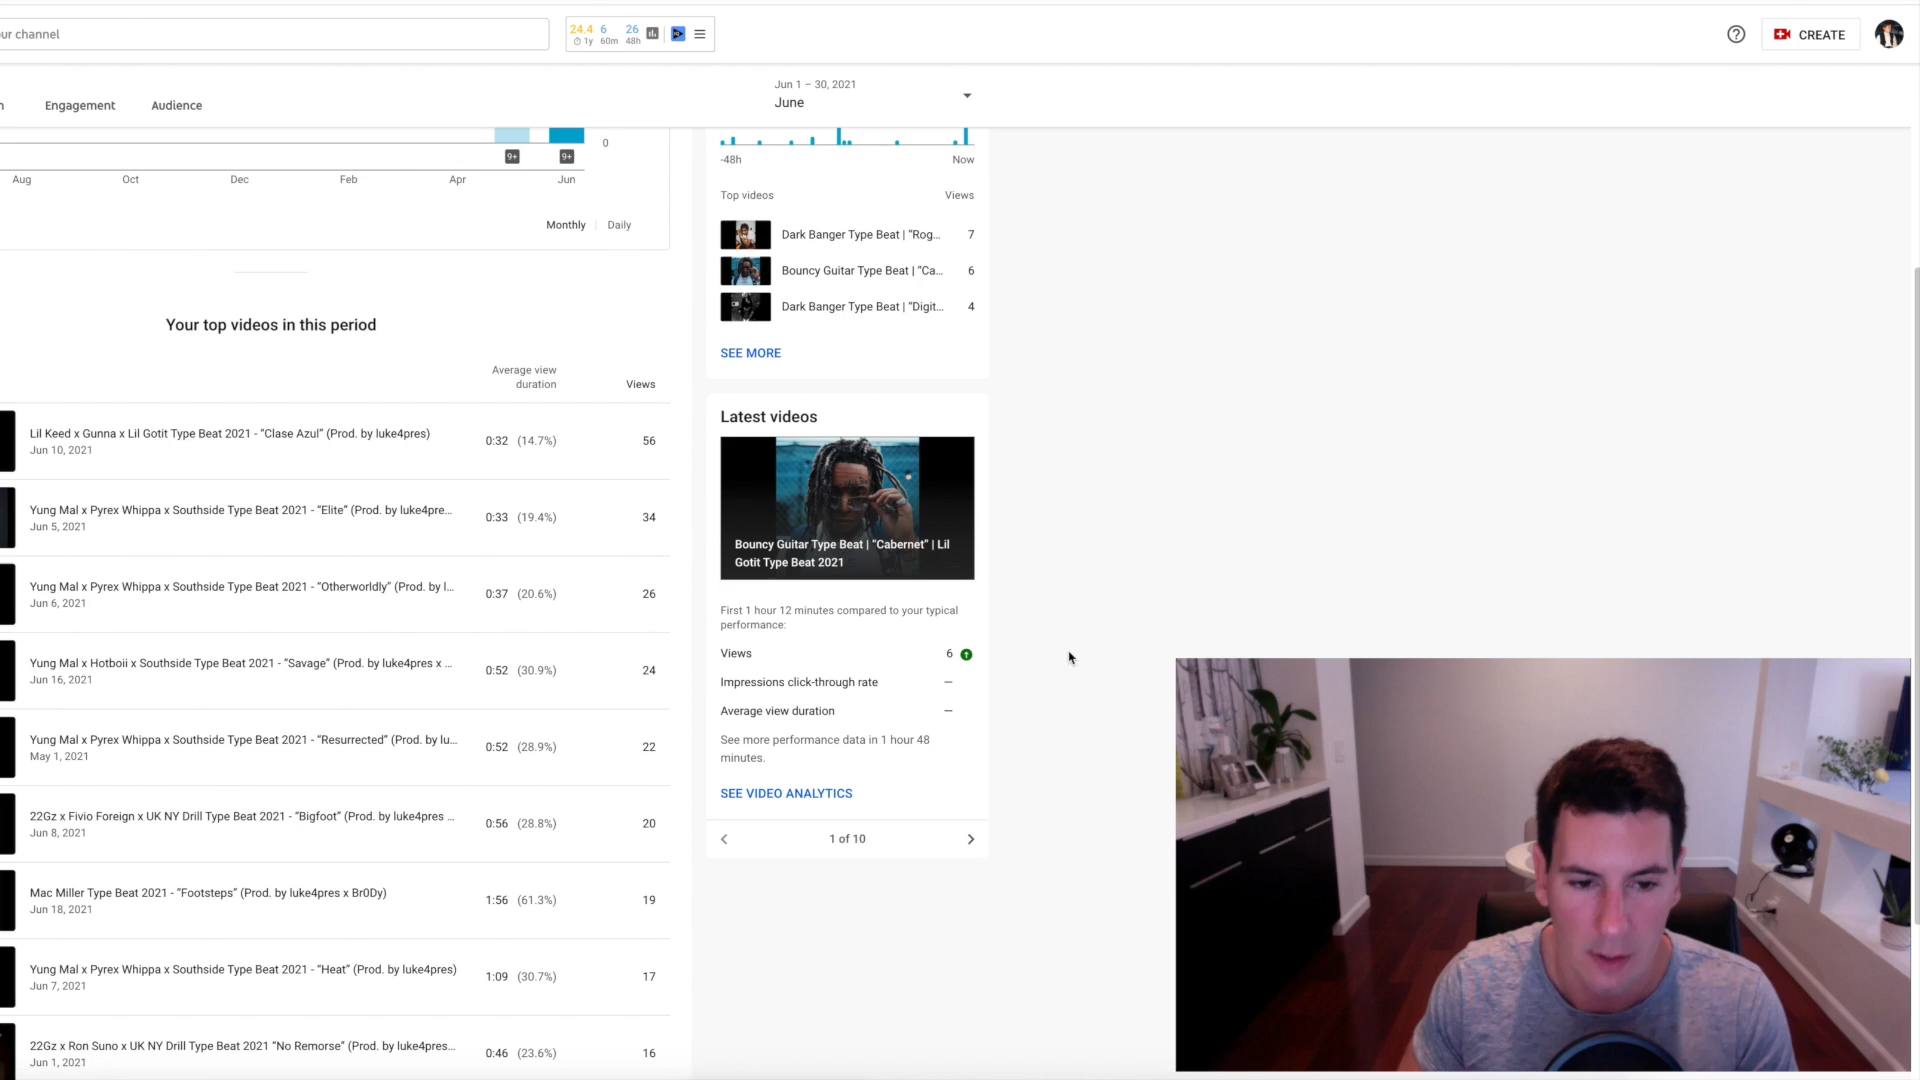 ur channel
24.4 6 26
1y 60m 48h
CREATE
Engagement
Audience
Jun 1 – 30, 2021
June
0
9+ 9+
Aug Oct Dec Feb Apr Jun
Monthly Daily
Your top videos in this period
Average view duration
Views
Lil Keed x Gunna x Lil Gotit Type Beat 2021 - “Clase Azul” (Prod. by luke4pres)
Jun 10, 2021
0:32 (14.7%) 56
Yung Mal x Pyrex Whippa x Southside Type Beat 2021 - “Elite” (Prod. by luke4pre...
Jun 5, 2021
0:33 (19.4%) 34
Yung Mal x Pyrex Whippa x Southside Type Beat 2021 - “Otherworldly” (Prod. by l...
Jun 6, 2021
0:37 (20.6%) 26
Yung Mal x Hotboii x Southside Type Beat 2021 - “Savage” (Prod. by luke4pres x ...
Jun 16, 2021
0:52 (30.9%) 24
Yung Mal x Pyrex Whippa x Southside Type Beat 2021 - “Resurrected” (Prod. by lu...
May 1, 2021
0:52 (28.9%) 22
22Gz x Fivio Foreign x UK NY Drill Type Beat 2021 - “Bigfoot” (Prod. by luke4pres ...
Jun 8, 2021
0:56 (28.8%) 20
Mac Miller Type Beat 2021 - “Footsteps” (Prod. by luke4pres x Br0Dy)
Jun 18, 2021
1:56 (61.3%) 19
Yung Mal x Pyrex Whippa x Southside Type Beat 2021 - “Heat” (Prod. by luke4pres)
Jun 7, 2021
1:09 (30.7%) 17
22Gz x Ron Suno x UK NY Drill Type Beat 2021 “No Remorse” (Prod. by luke4pres...
Jun 1, 2021
0:46 (23.6%) 16
-48h Now
Top videos Views
Dark Banger Type Beat | “Rog... 7
Bouncy Guitar Type Beat | “Ca... 6
Dark Banger Type Beat | “Digit... 4
SEE MORE
Latest videos
Bouncy Guitar Type Beat | “Cabernet” | Lil
Gotit Type Beat 2021
First 1 hour 12 minutes compared to your typical
performance:
Views 6
Impressions click-through rate —
Average view duration —
See more performance data in 1 hour 48
minutes.
SEE VIDEO ANALYTICS
1 of 10